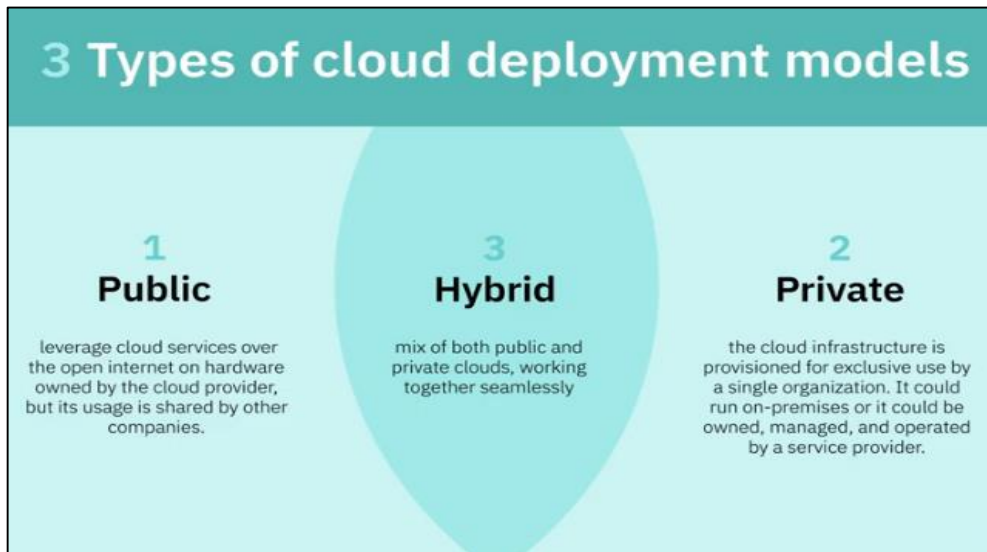 3 Types of cloud deployment models
1
Public
leverage cloud services over
the open internet on hardware
owned by the cloud provider,
but its usage is shared by other
companies.
3
Hybrid
mix of both public and
private clouds, working
together seamlessly
2
Private
the cloud infrastructure is
provisioned for exclusive use by
a single organization. It could
run on-premises or it could be
owned, managed, and operated
by a service provider.